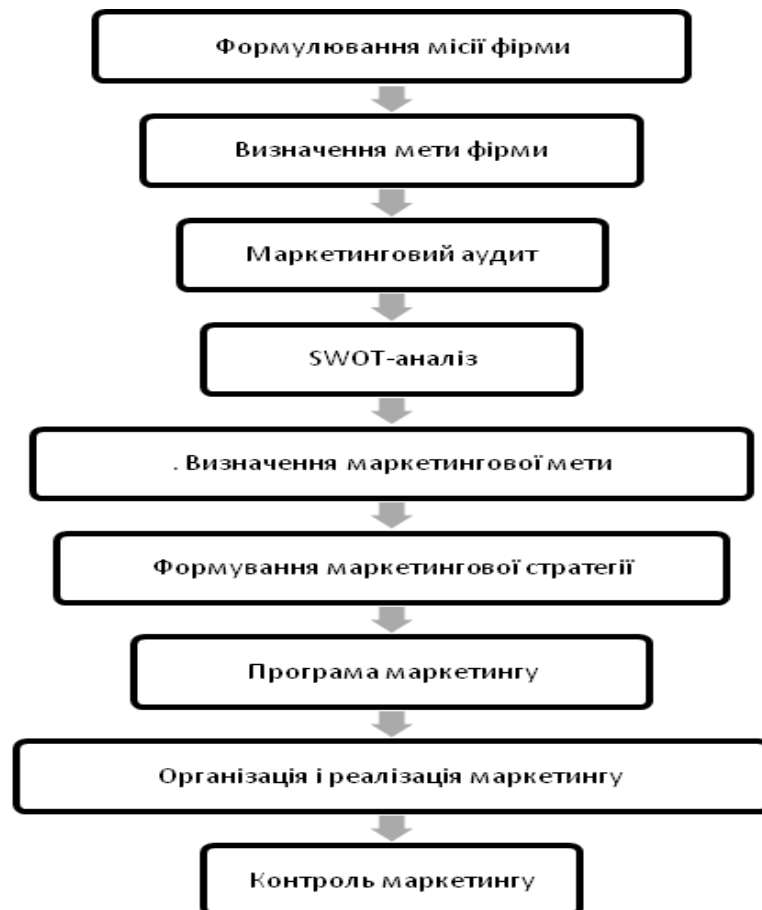 Формулювання місії фірми
Визначення мети фірми
Маркетинговий аудит
SWOT-аналіз
. Визначення маркетингової мети
Формування маркетингової стратегії
Програма маркетингу
Організація і реалізація маркетингу
Контроль маркетингу